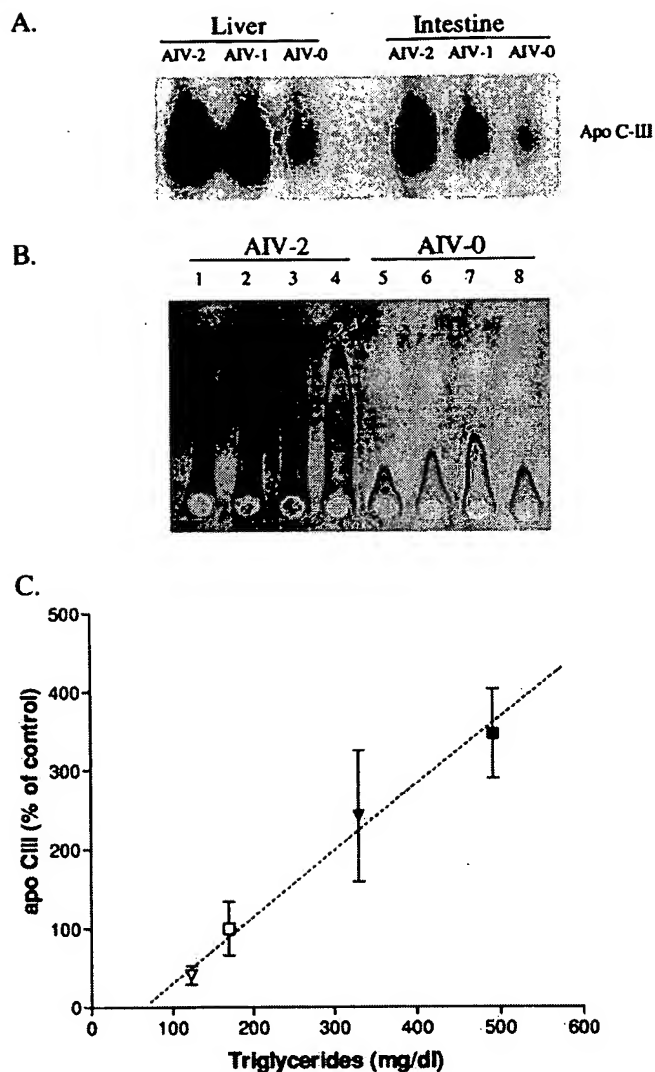 A.
Liver Intestine
AIV-2 AIV-1 AIV-0 AIV-2 AIV-1 AIV-0
Apo C-III
B.
AIV-2 AIV-0
1 2 3 4 5 6 7 8
C.
500
400
300
200
100
0
apo CIII (% of control)
0 100 200 300 400 500 600
Triglycerides (mg/dl)